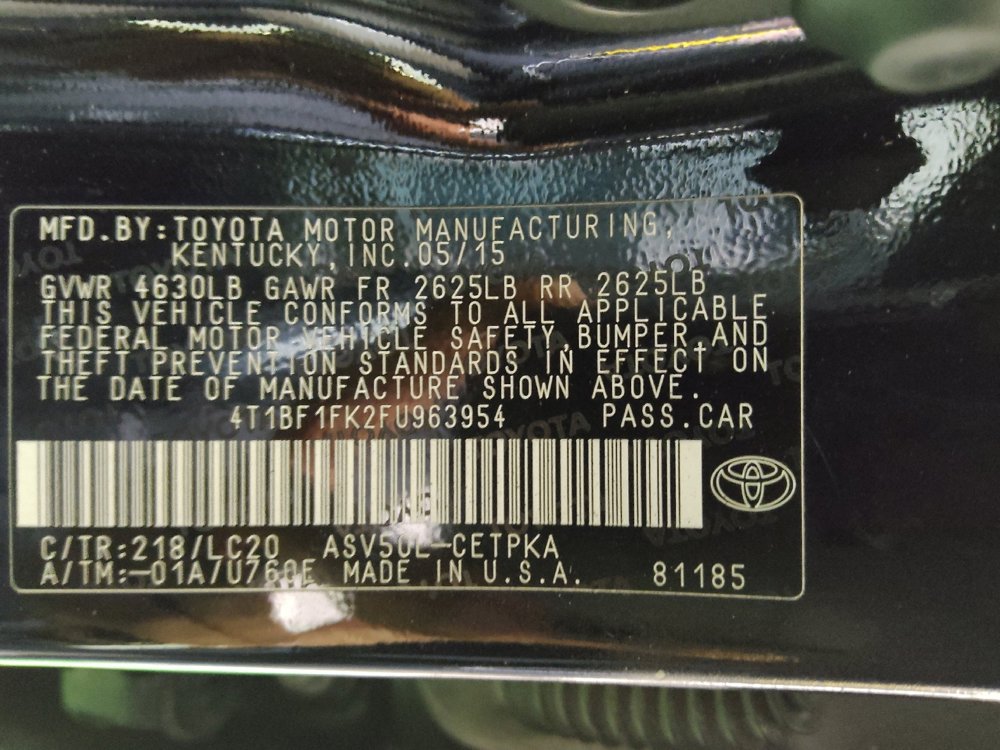 MFD.BY:TOYOTA MOTOR MANUFACTURING,
KENTUCKY,INC.05/15
GVWR 4630LB GAWR FR 2625LB RR 2625LB
THIS VEHICLE CONFORMS TO ALL APPLICABLE
FEDERAL MOTOR VEHICLE SAFETY,BUMPER,AND
THEFT PREVENTION STANDARDS IN EFFECT ON
THE DATE OF MANUFACTURE SHOWN ABOVE.
4T1BF1FK2FU963954 PASS.CAR
C/TR:218/LC20 ASV50L-CETPKA
A/TM:-01A/U760E MADE IN U.S.A. 81185